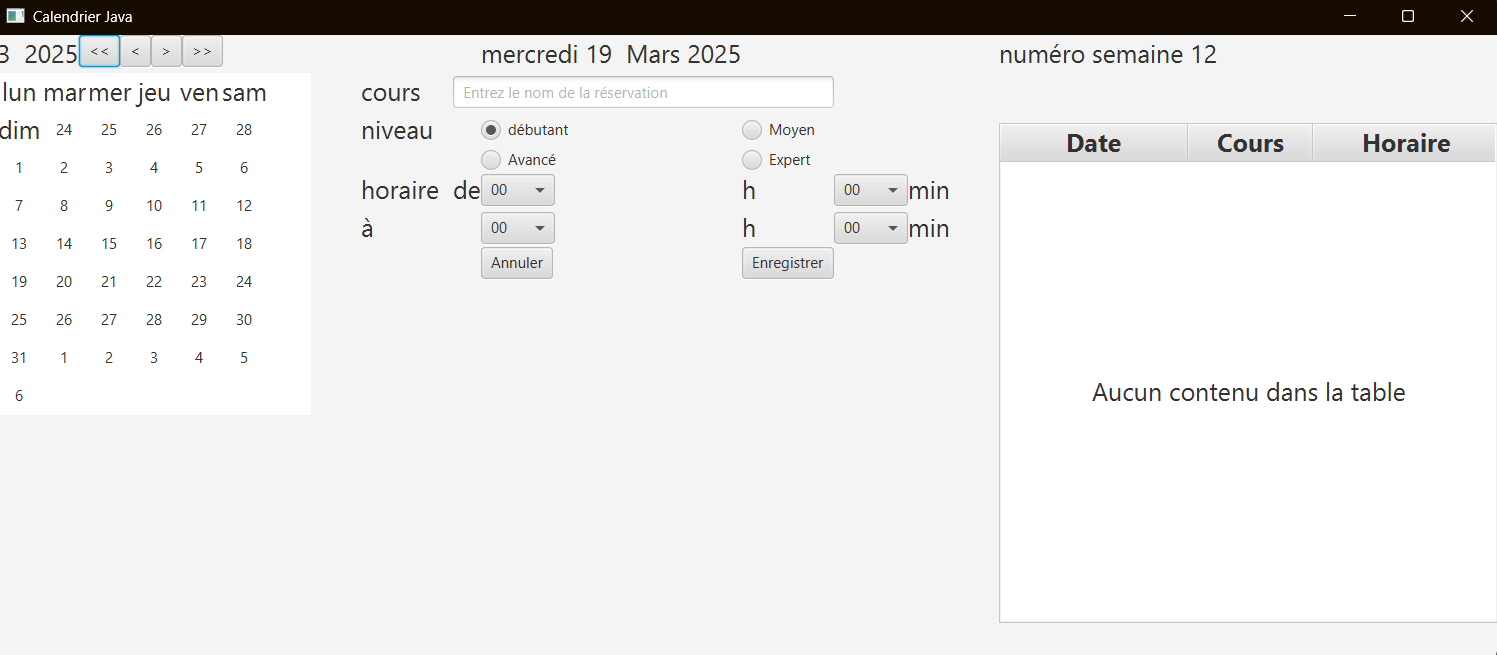 Calendrier Java
3 2025 << < > >>
mercredi 19 Mars 2025
numéro semaine 12
lun mar mer jeu ven sam
dim 24 25 26 27 28
1 2 3 4 5 6
7 8 9 10 11 12
13 14 15 16 17 18
19 20 21 22 23 24
25 26 27 28 29 30
31 1 2 3 4 5
6
cours Entrez le nom de la réservation
niveau débutant Moyen
Avancé Expert
horaire de 00 h 00 min
à 00 h 00 min
Annuler Enregistrer
Date Cours Horaire
Aucun contenu dans la table